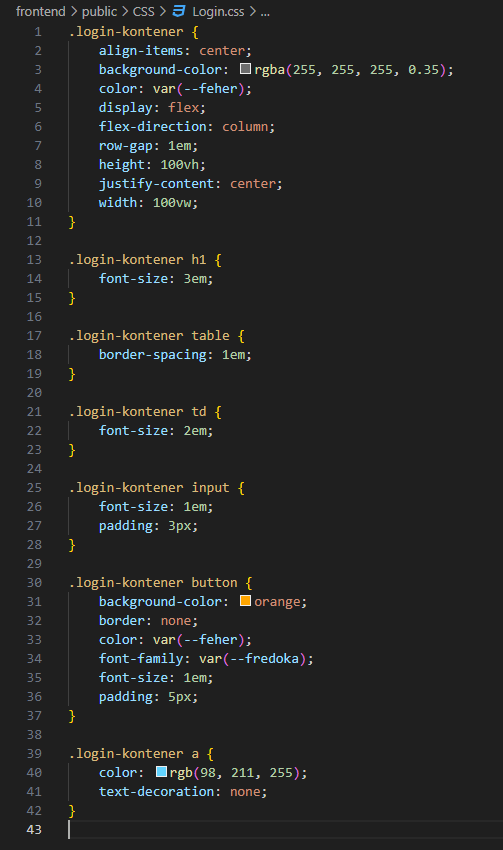 frontend > public > CSS > Login.css > ...
1 .login-kontener {
2     align-items: center;
3     background-color: rgba(255, 255, 255, 0.35);
4     color: var(--feher);
5     display: flex;
6     flex-direction: column;
7     row-gap: 1em;
8     height: 100vh;
9     justify-content: center;
10     width: 100vw;
11 }
12
13 .login-kontener h1 {
14     font-size: 3em;
15 }
16
17 .login-kontener table {
18     border-spacing: 1em;
19 }
20
21 .login-kontener td {
22     font-size: 2em;
23 }
24
25 .login-kontener input {
26     font-size: 1em;
27     padding: 3px;
28 }
29
30 .login-kontener button {
31     background-color: orange;
32     border: none;
33     color: var(--feher);
34     font-family: var(--fredoka);
35     font-size: 1em;
36     padding: 5px;
37 }
38
39 .login-kontener a {
40     color: rgb(98, 211, 255);
41     text-decoration: none;
42 }
43